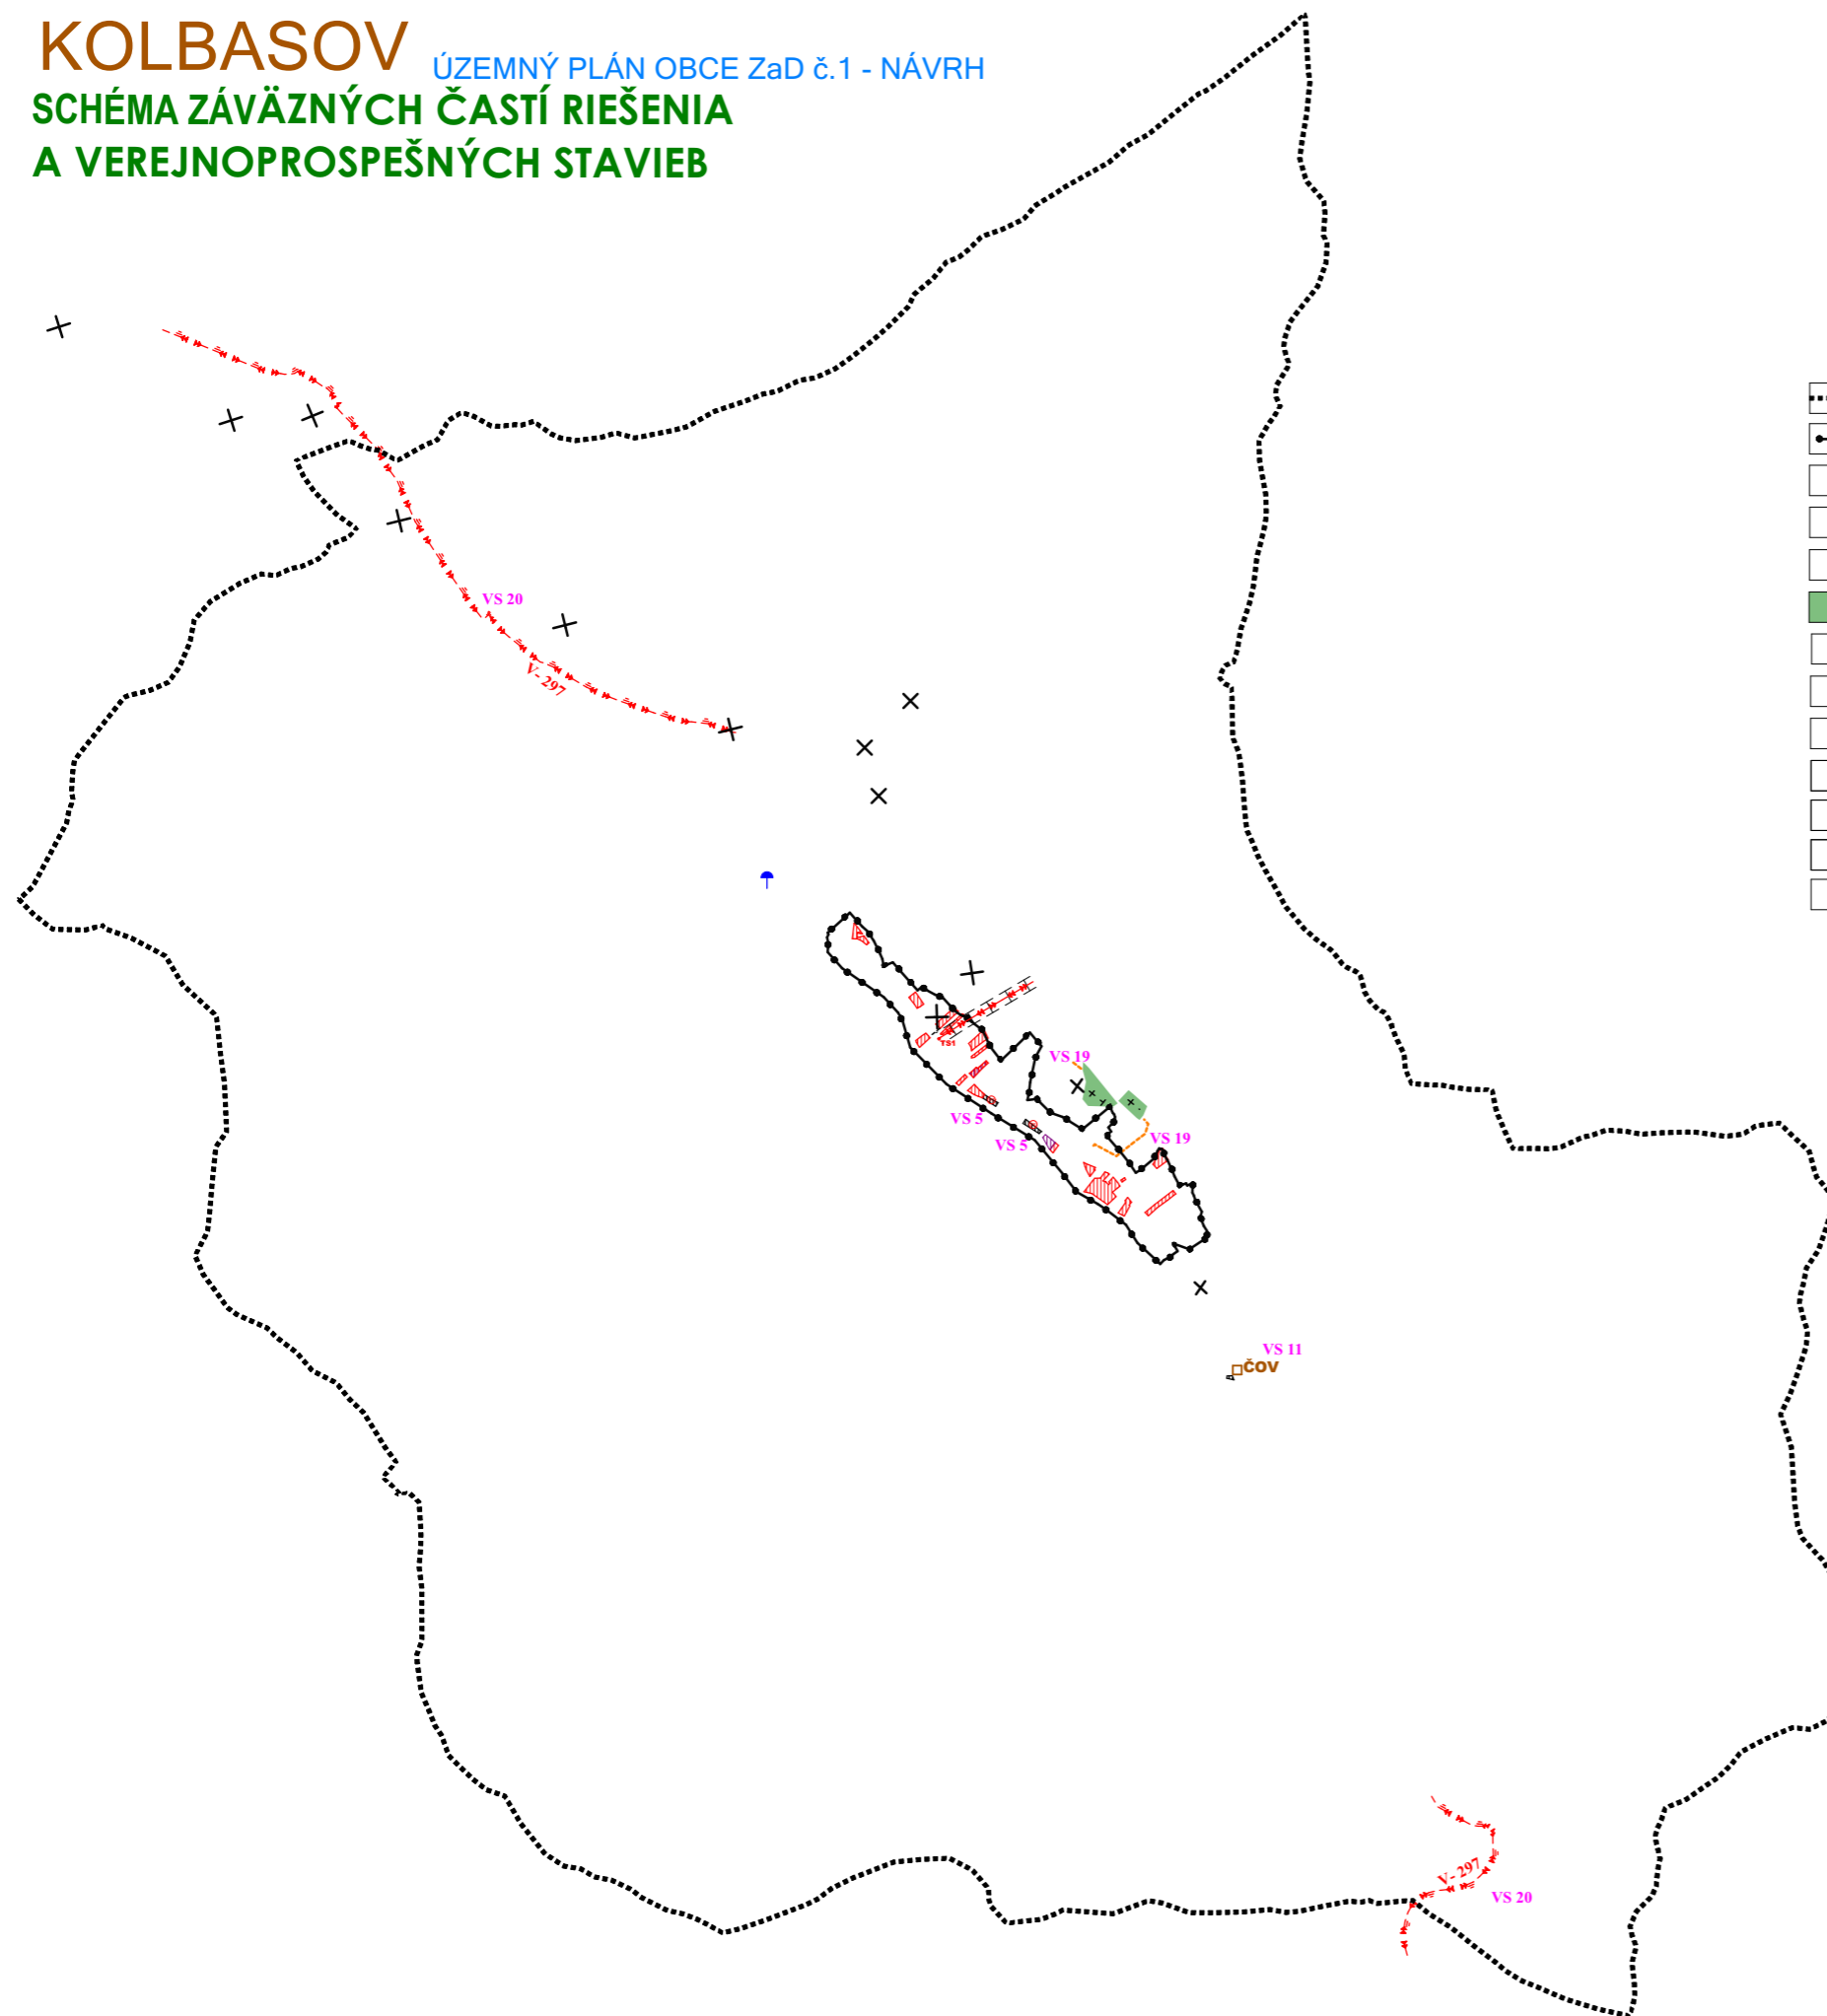 KOLBASOV ÚZEMNÝ PLÁN OBCE ZaD č.1 - NÁVRH
SCHÉMA ZÁVÄZNÝCH ČASTÍ RIEŠENIA
A VEREJNOPROSPEŠNÝCH STAVIEB
VS 20
V- 297
TS1
VS 19
VS 5
VS 5
VS 19
VS 11
ČOV
V- 297
VS 20